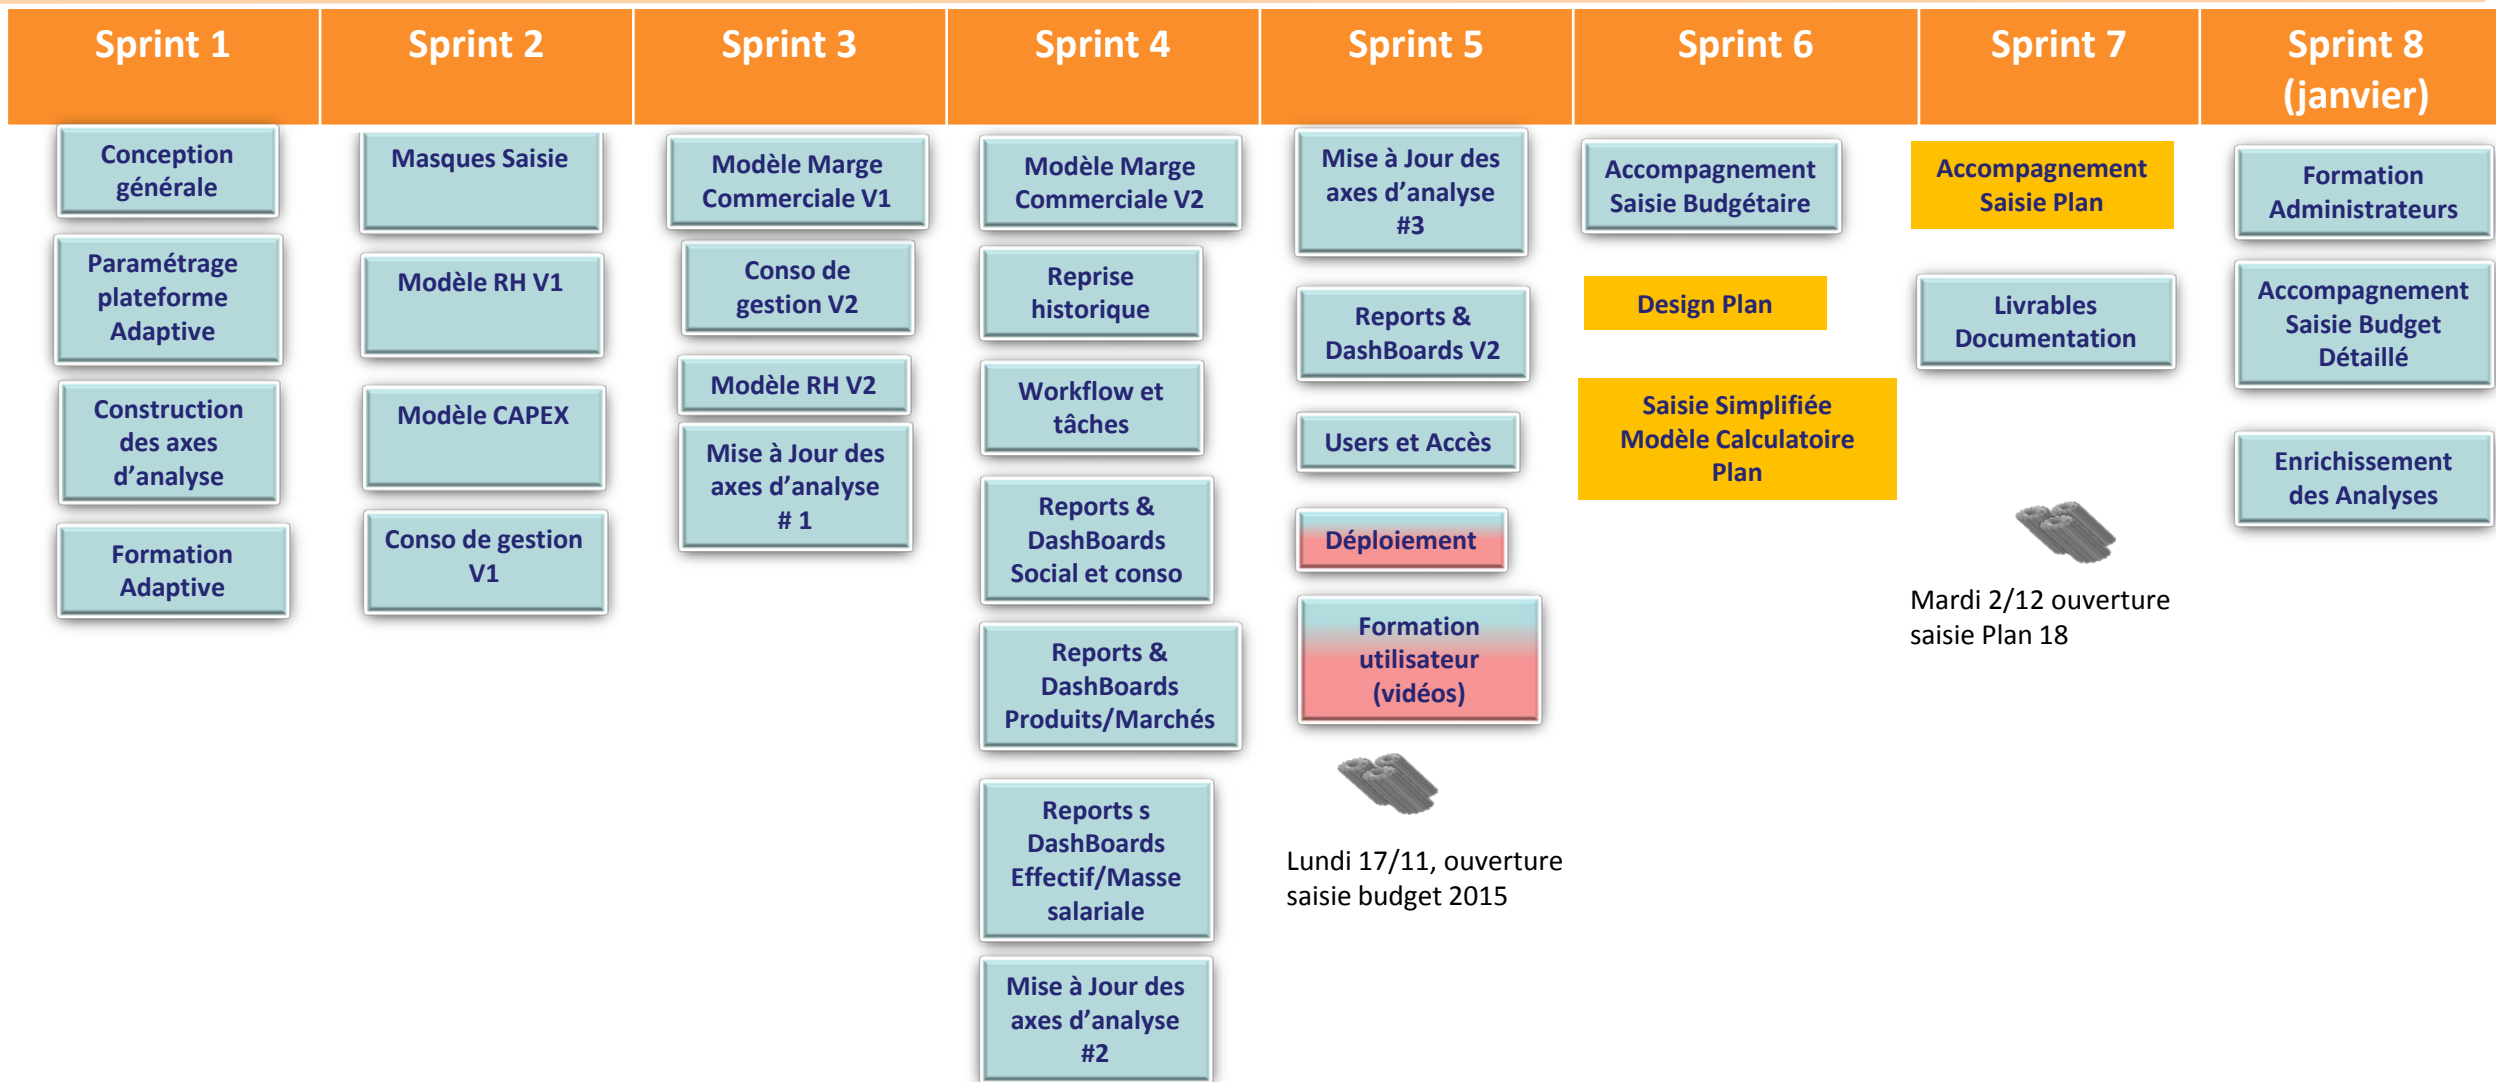 Sprint 1
Sprint 2
Sprint 3
Sprint 4
Sprint 5
Sprint 6
Sprint 7
Sprint 8
(janvier)
Conception
générale
Paramétrage
plateforme
Adaptive
Construction
des axes
d’analyse
Formation
Adaptive
Masques Saisie
Modèle RH V1
Modèle CAPEX
Conso de gestion
V1
Modèle Marge
Commerciale V1
Conso de
gestion V2
Modèle RH V2
Mise à Jour des
axes d’analyse
# 1
Modèle Marge
Commerciale V2
Reprise
historique
Workflow et
tâches
Reports &
DashBoards
Social et conso
Reports &
DashBoards
Produits/Marchés
Reports s
DashBoards
Effectif/Masse
salariale
Mise à Jour des
axes d’analyse
#2
Mise à Jour des
axes d’analyse
#3
Reports &
DashBoards V2
Users et Accès
Déploiement
Formation
utilisateur
(vidéos)
Lundi 17/11, ouverture
saisie budget 2015
Accompagnement
Saisie Budgétaire
Design Plan
Saisie Simplifiée
Modèle Calculatoire
Plan
Accompagnement
Saisie Plan
Livrables
Documentation
Mardi 2/12 ouverture
saisie Plan 18
Formation
Administrateurs
Accompagnement
Saisie Budget
Détaillé
Enrichissement
des Analyses